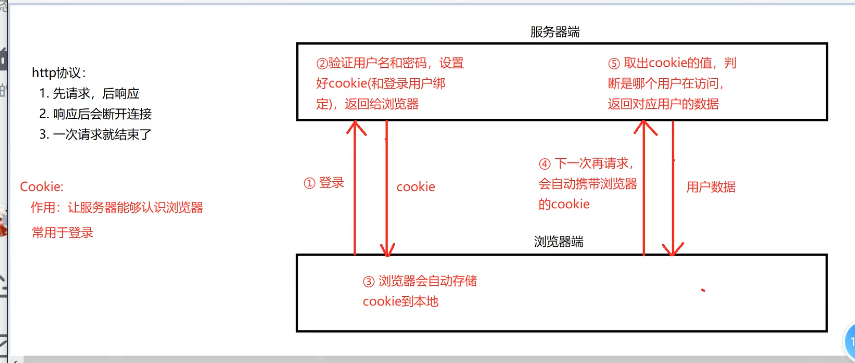 服务器端
http协议:
1. 先请求，后响应
2. 响应后会断开连接
3. 一次请求就结束了
②验证用户名和密码，设置
好cookie(和登录用户绑
定)，返回给浏览器
⑤ 取出cookie的值，判
断是哪个用户在访问，
返回对应用户的数据
Cookie:
作用：让服务器能够认识浏览器
常用于登录
① 登录
cookie
④ 下一次再请求，
会自动携带浏览器
的cookie
用户数据
浏览器端
③ 浏览器会自动存储
cookie到本地